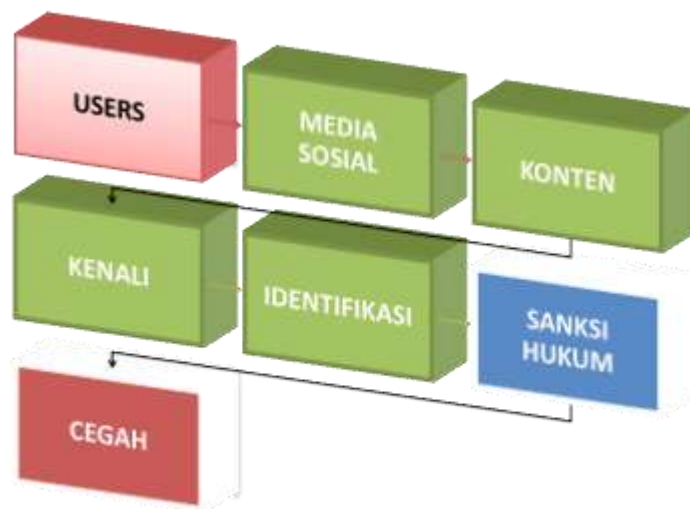 USERS
MEDIA
SOSIAL
KONTEN
KENALI
IDENTIFIKASI
SANKSI
HUKUM
CEGAH